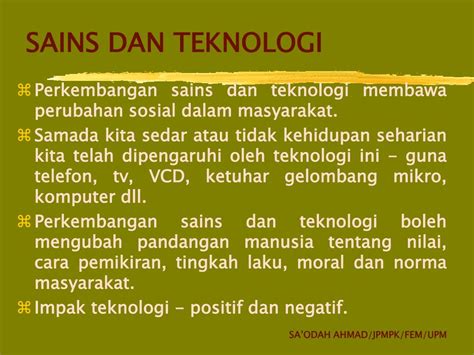 SAINS DAN TEKNOLOGI
Perkembangan sains dan teknologi membawa
perubahan sosial dalam masyarakat.
Samada kita sedar atau tidak kehidupan seharian
kita telah dipengaruhi oleh teknologi ini - guna
telefon, tv, VCD, ketuhar gelombang mikro,
komputer dll.
Perkembangan sains dan teknologi boleh
mengubah pandangan manusia tentang nilai,
cara pemikiran, tingkah laku, moral dan norma
masyarakat.
Impak teknologi - positif dan negatif.
SA'ODAH AHMAD/JPMPK/FEM/UPM